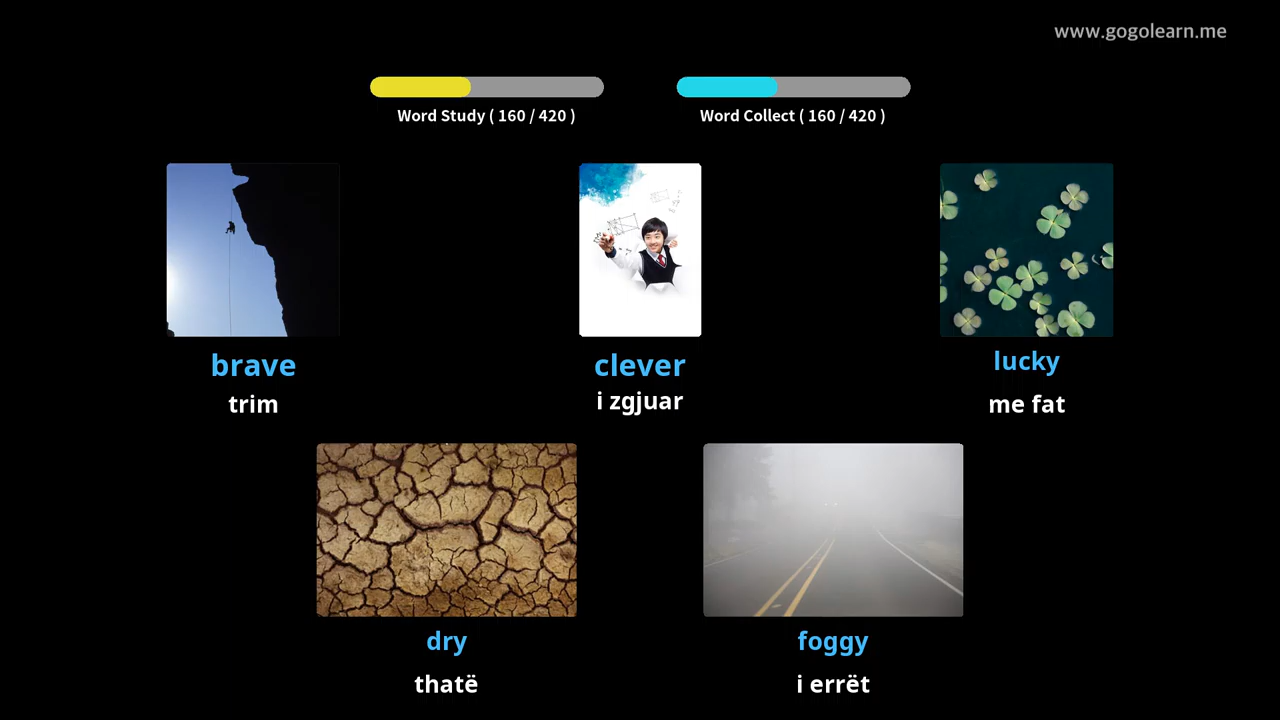 www.gogolearn.me
Word Study ( 160 / 420 )
Word Collect ( 160 / 420 )
brave
clever
lucky
trim
i zgjuar
me fat
dry
foggy
thatë
i errët